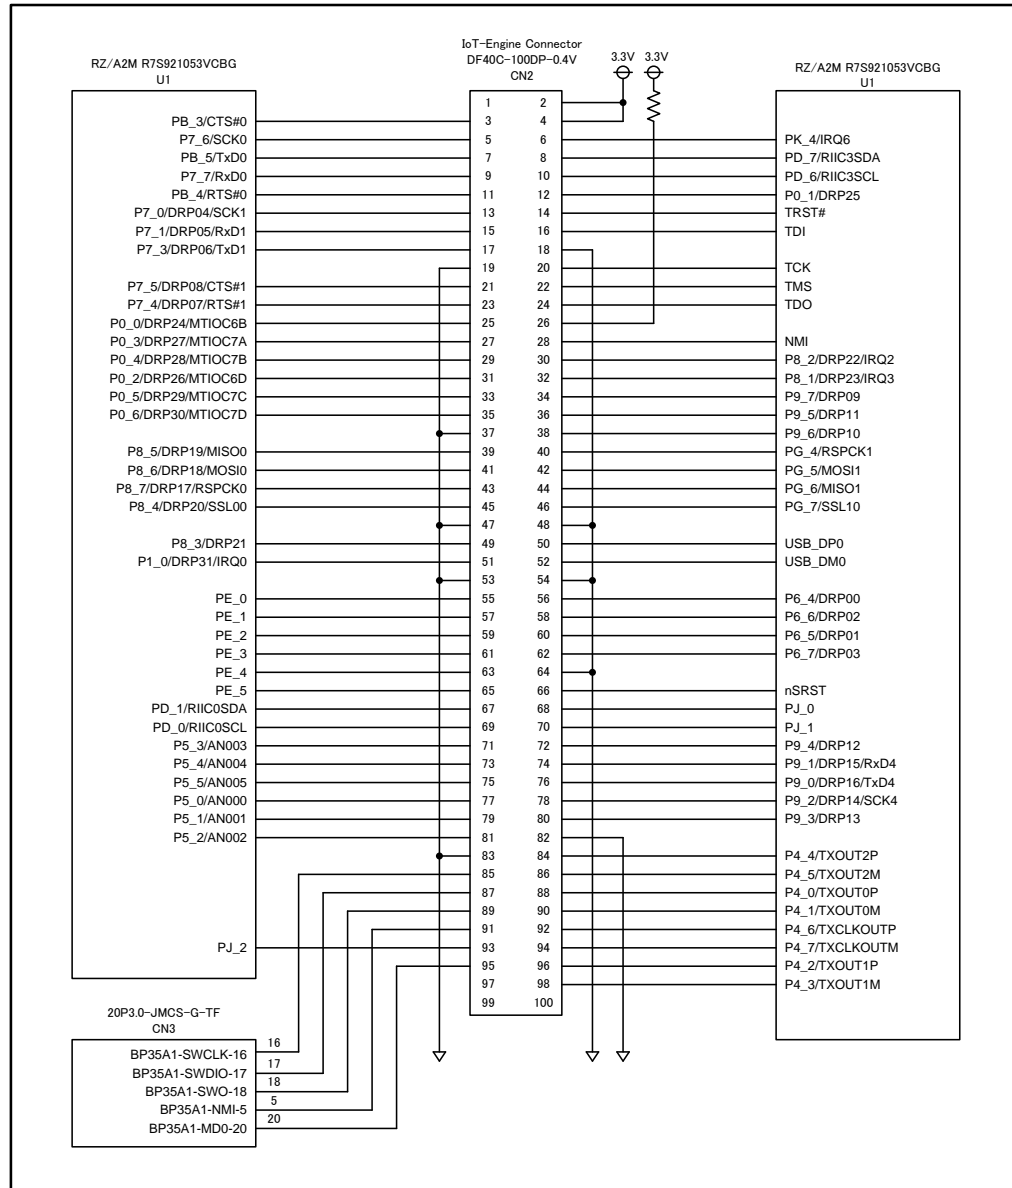 IoT-Engine Connector
DF40C-100DP-0.4V
CN2
3.3V 3.3V
RZ/A2M R7S921053VCBG
U1
RZ/A2M R7S921053VCBG
U1
1 2
PB_3/CTS#0 3 4
P7_6/SCK0 5 6 PK_4/IRQ6
PB_5/TxD0 7 8 PD_7/RIIC3SDA
P7_7/RxD0 9 10 PD_6/RIIC3SCL
PB_4/RTS#0 11 12 P0_1/DRP25
P7_0/DRP04/SCK1 13 14 TRST#
P7_1/DRP05/RxD1 15 16 TDI
P7_3/DRP06/TxD1 17 18
19 20 TCK
P7_5/DRP08/CTS#1 21 22 TMS
P7_4/DRP07/RTS#1 23 24 TDO
P0_0/DRP24/MTIOC6B 25 26
P0_3/DRP27/MTIOC7A 27 28 NMI
P0_4/DRP28/MTIOC7B 29 30 P8_2/DRP22/IRQ2
P0_2/DRP26/MTIOC6D 31 32 P8_1/DRP23/IRQ3
P0_5/DRP29/MTIOC7C 33 34 P9_7/DRP09
P0_6/DRP30/MTIOC7D 35 36 P9_5/DRP11
37 38 P9_6/DRP10
P8_5/DRP19/MISO0 39 40 PG_4/RSPCK1
P8_6/DRP18/MOSI0 41 42 PG_5/MOSI1
P8_7/DRP17/RSPCK0 43 44 PG_6/MISO1
P8_4/DRP20/SSL00 45 46 PG_7/SSL10
47 48
P8_3/DRP21 49 50 USB_DP0
P1_0/DRP31/IRQ0 51 52 USB_DM0
53 54
PE_0 55 56 P6_4/DRP00
PE_1 57 58 P6_6/DRP02
PE_2 59 60 P6_5/DRP01
PE_3 61 62 P6_7/DRP03
PE_4 63 64
PE_5 65 66 nSRST
PD_1/RIIC0SDA 67 68 PJ_0
PD_0/RIIC0SCL 69 70 PJ_1
P5_3/AN003 71 72 P9_4/DRP12
P5_4/AN004 73 74 P9_1/DRP15/RxD4
P5_5/AN005 75 76 P9_0/DRP16/TxD4
P5_0/AN000 77 78 P9_2/DRP14/SCK4
P5_1/AN001 79 80 P9_3/DRP13
P5_2/AN002 81 82
83 84 P4_4/TXOUT2P
85 86 P4_5/TXOUT2M
87 88 P4_0/TXOUT0P
89 90 P4_1/TXOUT0M
91 92 P4_6/TXCLKOUTP
PJ_2 93 94 P4_7/TXCLKOUTM
95 96 P4_2/TXOUT1P
97 98 P4_3/TXOUT1M
99 100
20P3.0-JMCS-G-TF
CN3
BP35A1-SWCLK-16 16
BP35A1-SWDIO-17 17
BP35A1-SWO-18 18
BP35A1-NMI-5 5
BP35A1-MD0-20 20